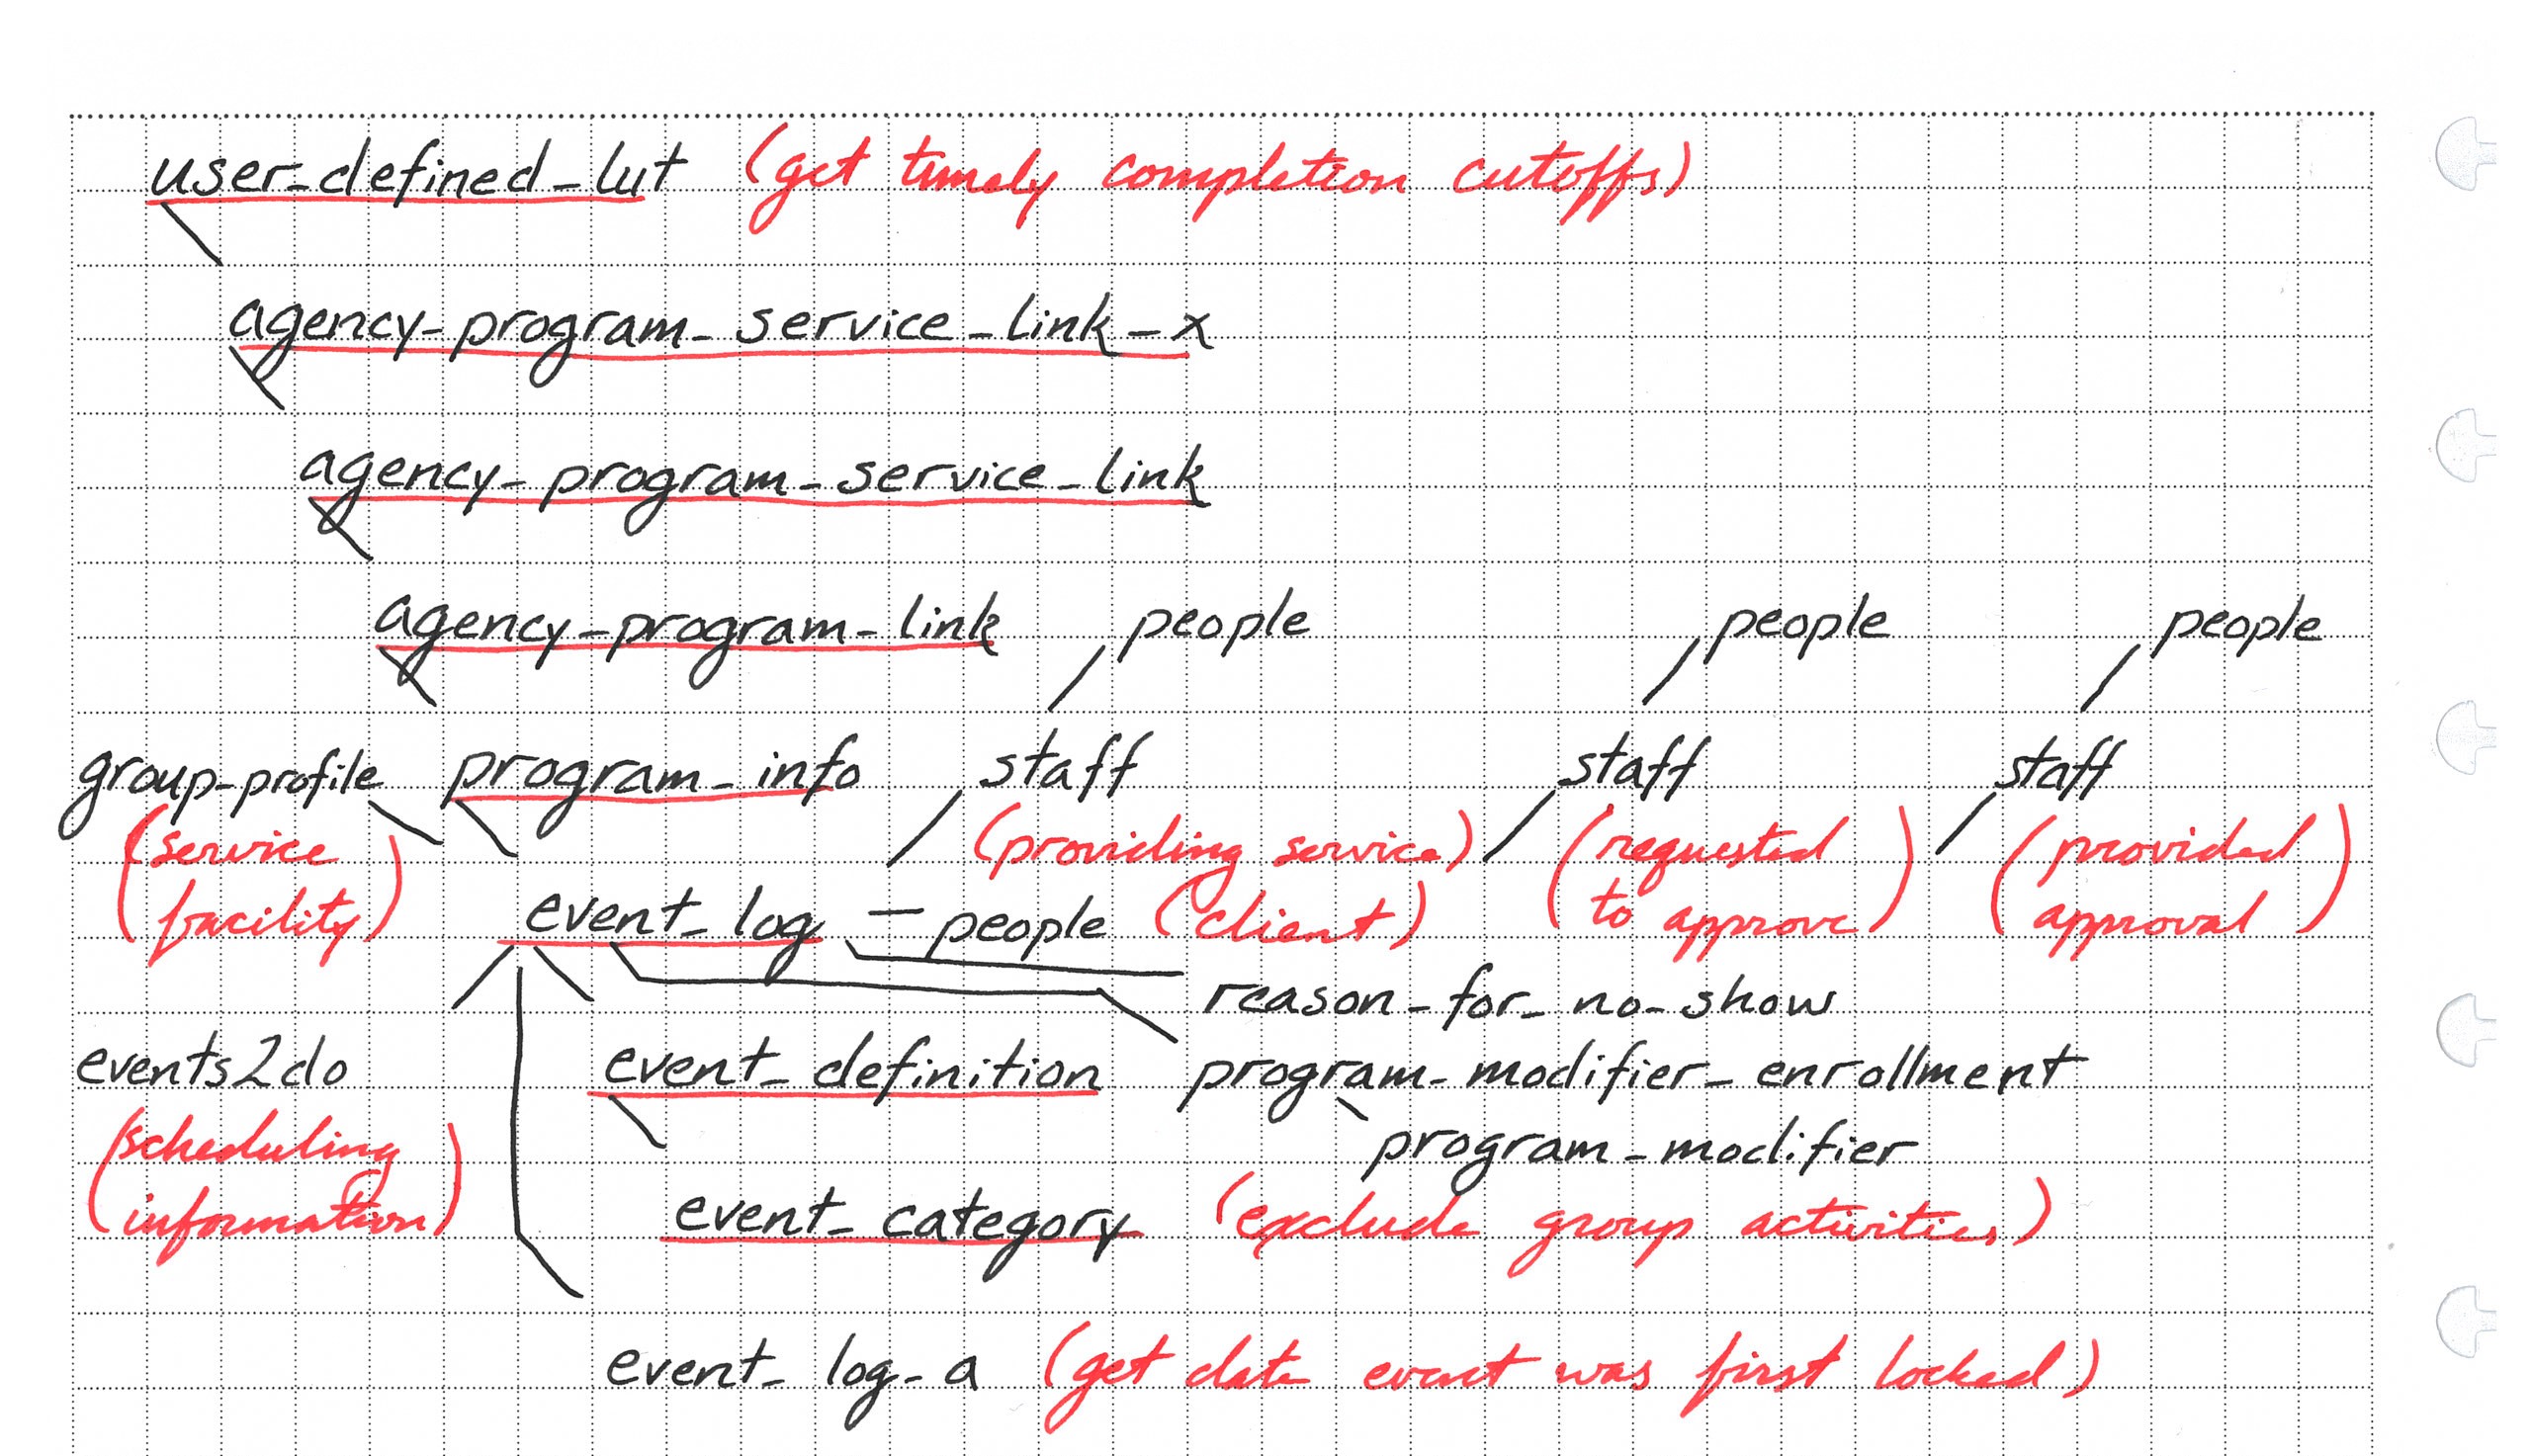 user_defined_lut (get timely completion cutoffs)
agency_program_service_link_x
agency_program_service_link
agency_program_link people people people
group_profile program_info staff staff staff
(service facility) (providing service) (requested to approve) (provided approval)
event_log people (client)
reason_for_no_show
events2do event_definition program_modifier_enrollment
(scheduling information) program_modifier
event_category (exclude group activities)
event_log_a (get date event was first locked)